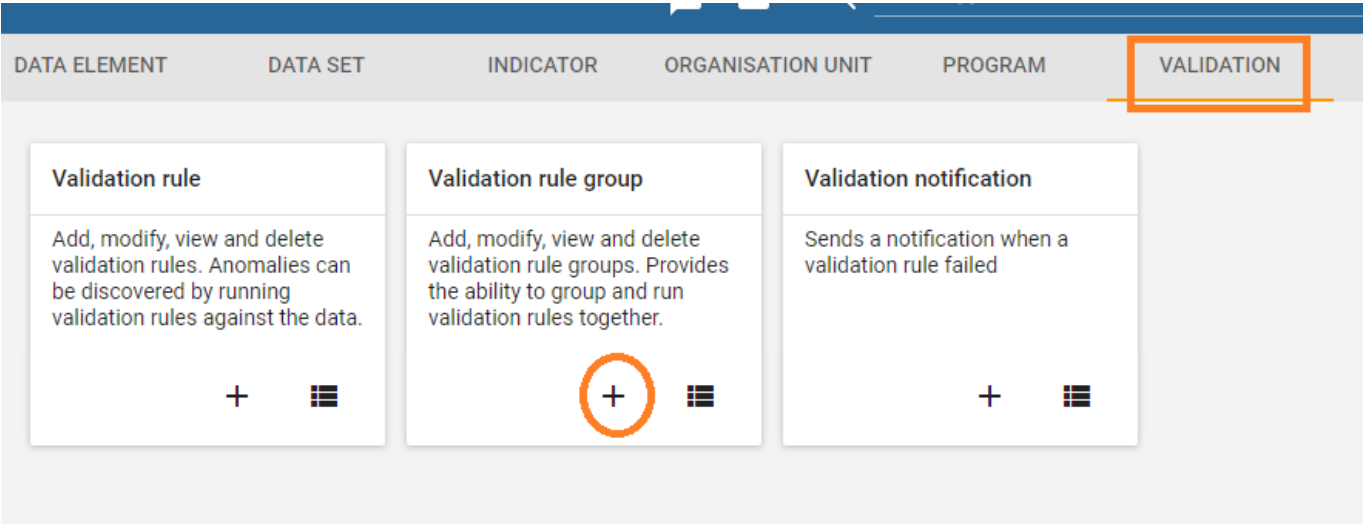 DATA ELEMENT DATA SET INDICATOR ORGANISATION UNIT PROGRAM VALIDATION
Validation rule
Add, modify, view and delete
validation rules. Anomalies can
be discovered by running
validation rules against the data.
Validation rule group
Add, modify, view and delete
validation rule groups. Provides
the ability to group and run
validation rules together.
Validation notification
Sends a notification when a
validation rule failed